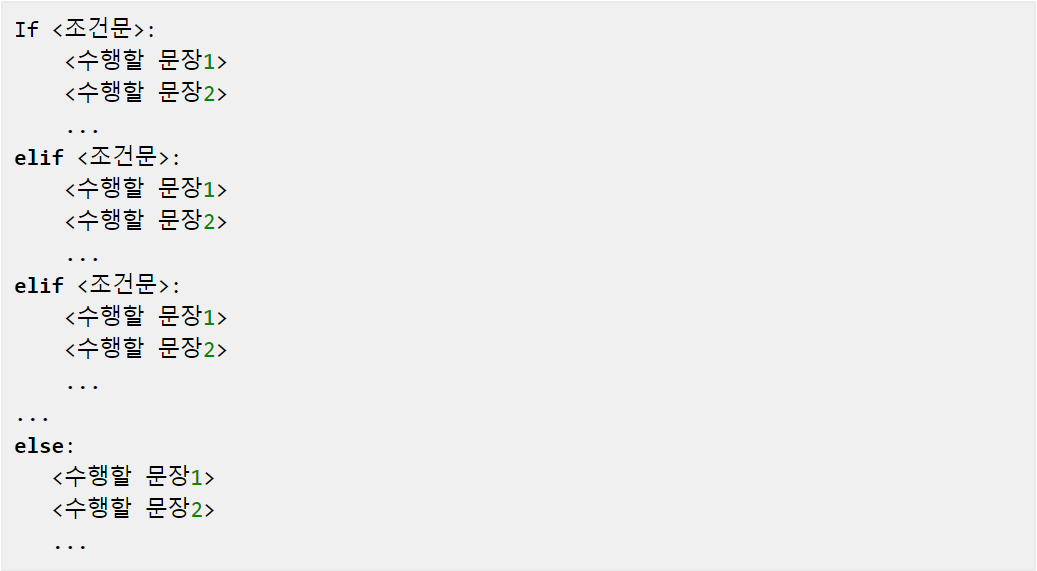 If <조건문>:
    <수행할 문장1>
    <수행할 문장2>
    ...
elif <조건문>:
    <수행할 문장1>
    <수행할 문장2>
    ...
elif <조건문>:
    <수행할 문장1>
    <수행할 문장2>
    ...
...
else:
   <수행할 문장1>
   <수행할 문장2>
   ...